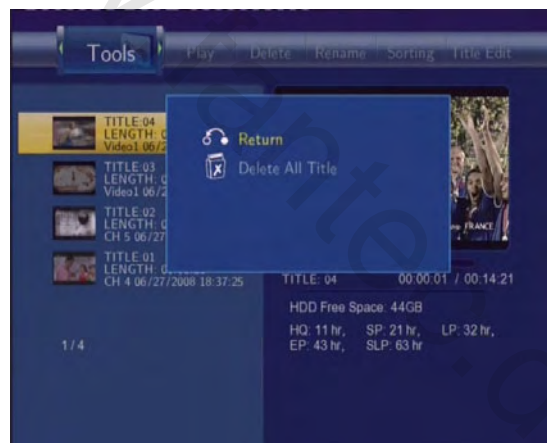 Tools Play Delete Rename Sorting Title Edit
TITLE:04
LENGTH:
Video1 06/2
TITLE:03
LENGTH:
Video1 06/2
TITLE:02
LENGTH:
CH 5 06/27
TITLE:01
LENGTH:
CH 4 06/27/2008 18:37:25
1 / 4
Return
Delete All Title
FRANCE
TITLE: 04 00:00:01 / 00:14:21
HDD Free Space: 44GB
HQ: 11 hr, SP: 21 hr, LP: 32 hr,
EP: 43 hr, SLP: 63 hr